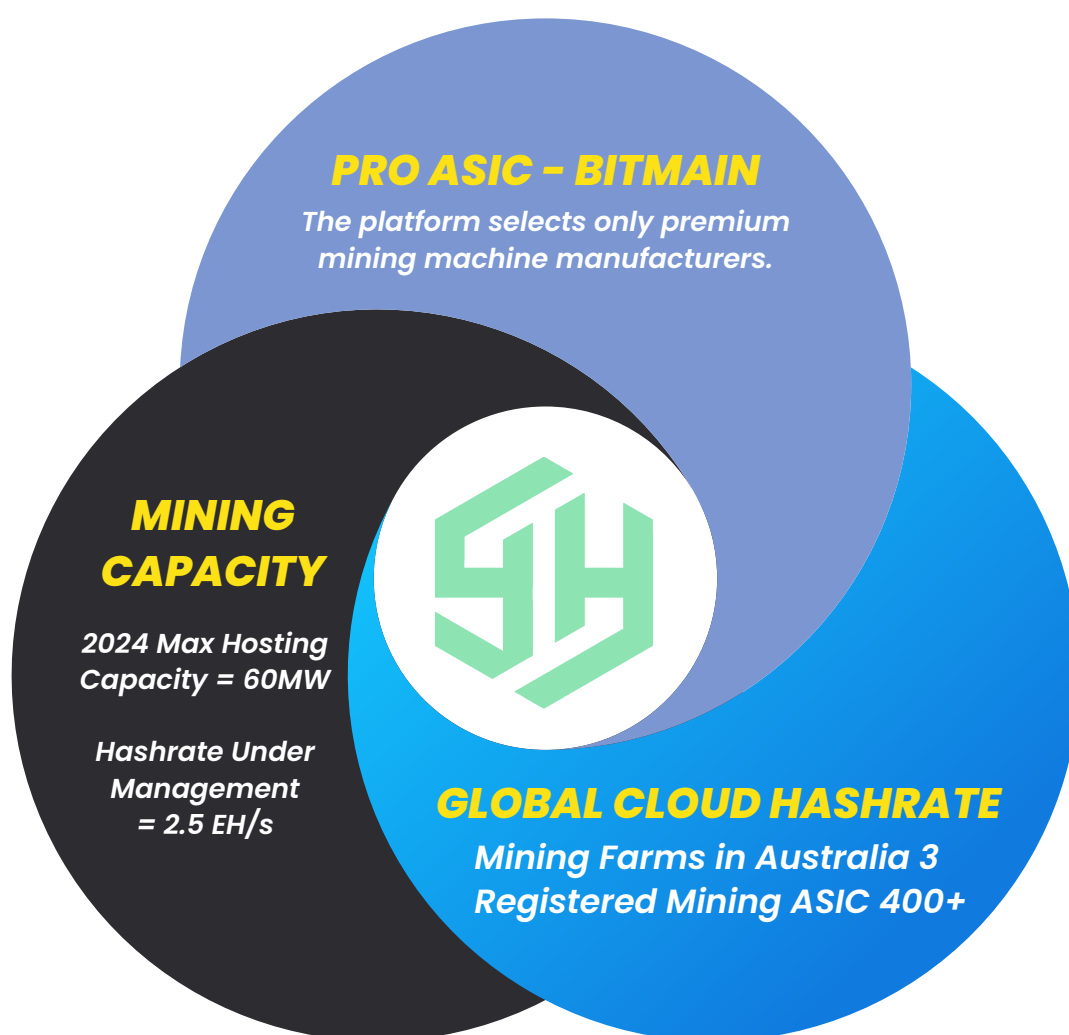 PRO ASIC - BITMAIN
The platform selects only premium
mining machine manufacturers.
MINING
CAPACITY
2024 Max Hosting
Capacity = 60MW
Hashrate Under
Management
= 2.5 EH/s
GLOBAL CLOUD HASHRATE
Mining Farms in Australia 3
Registered Mining ASIC 400+